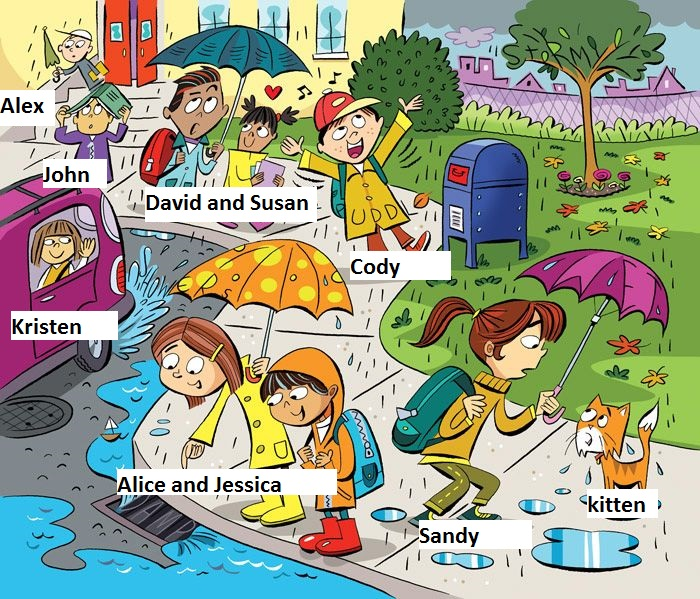 Alex
John
David and Susan
Cody
Kristen
Alice and Jessica
kitten
Sandy